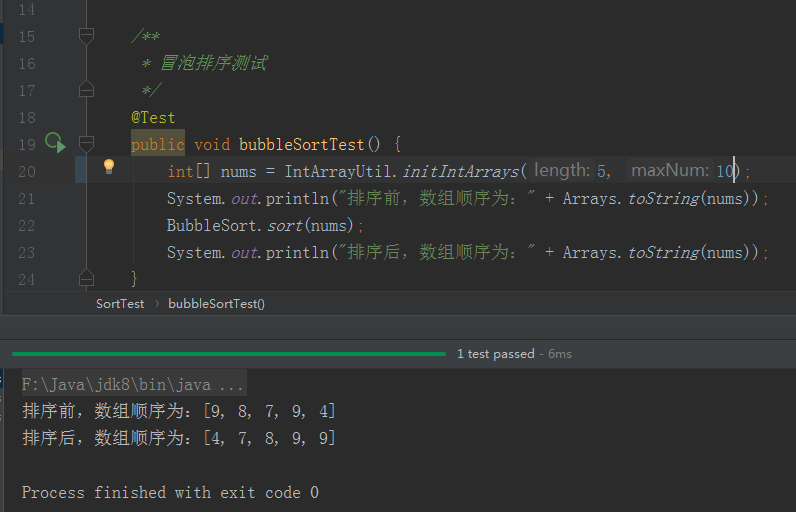 14
15 /**
16 * 冒泡排序测试
17 */
18 @Test
19 public void bubbleSortTest() {
20 int[] nums = IntArrayUtil.initIntArrays( length: 5, maxNum: 10);
21 System.out.println("排序前，数组顺序为：" + Arrays.toString(nums));
22 BubbleSort.sort(nums);
23 System.out.println("排序后，数组顺序为：" + Arrays.toString(nums));
24 }
SortTest › bubbleSortTest()
1 test passed - 6ms
F:\Java\jdk8\bin\java ...
排序前，数组顺序为：[9, 8, 7, 9, 4]
排序后，数组顺序为：[4, 7, 8, 9, 9]
Process finished with exit code 0